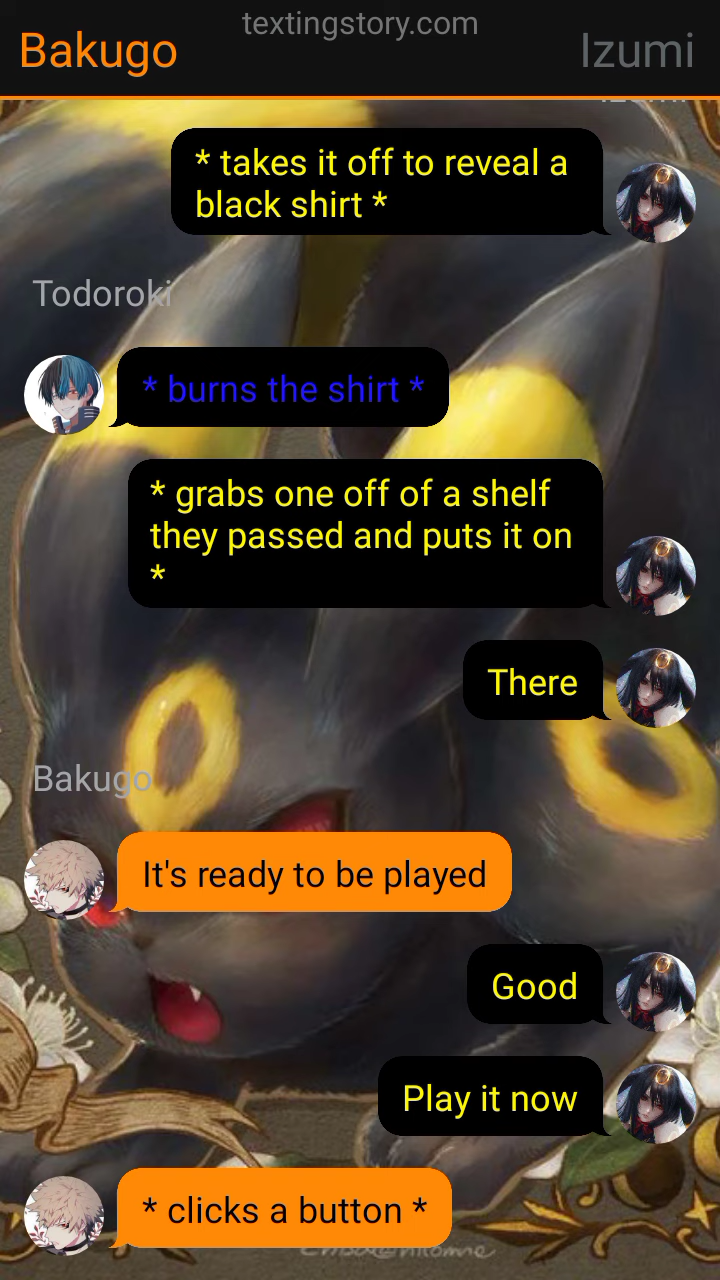 textingstory.com
Bakugo
Izumi
* takes it off to reveal a
black shirt *
Todoroki
* burns the shirt *
* grabs one off of a shelf
they passed and puts it on
*
There
Bakugo
It's ready to be played
Good
Play it now
* clicks a button *